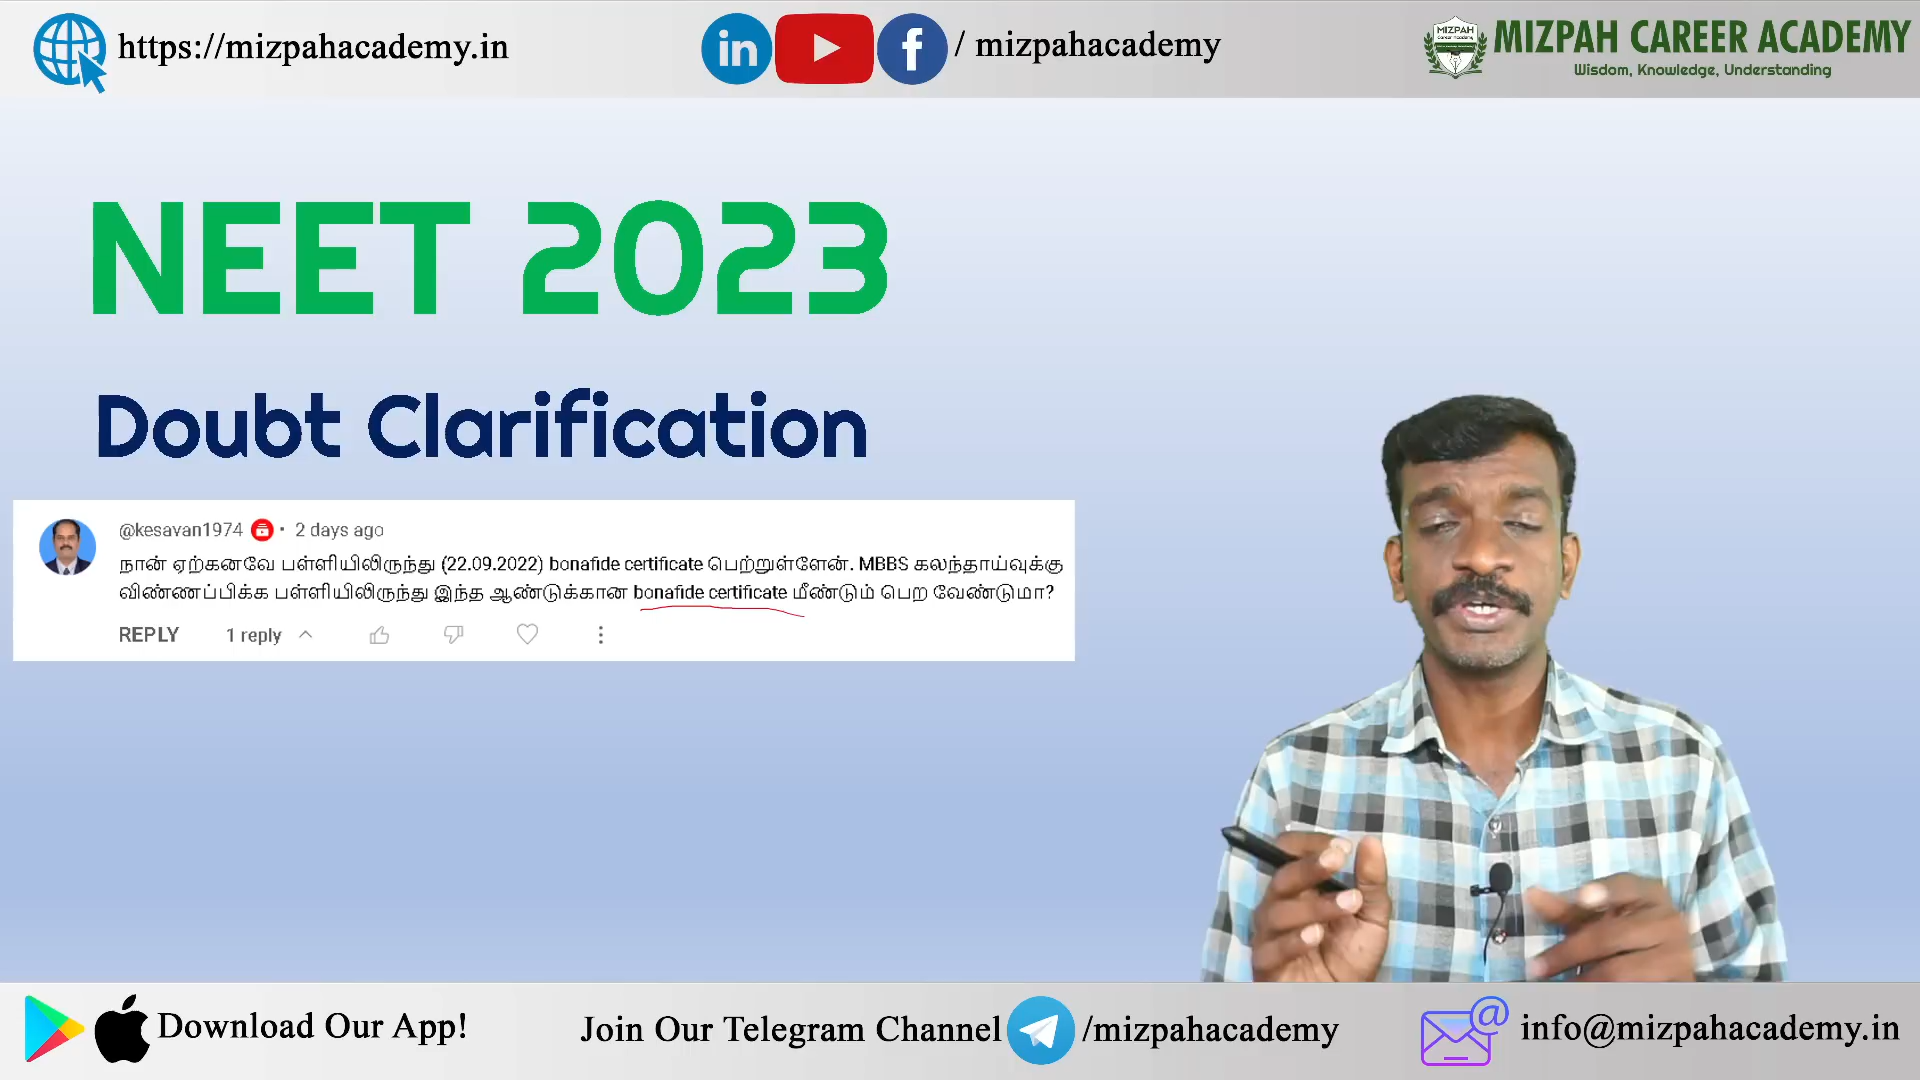 https://mizpahacademy.in
/ mizpahacademy
MIZPAH
MIZPAH CAREER ACADEMY
Wisdom, Knowledge, Understanding
NEET 2023
Doubt Clarification
@kesavan1974 • 2 days ago
நான் ஏற்கனவே பள்ளியிலிருந்து (22.09.2022) bonafide certificate பெற்றுள்ளேன். MBBS கலந்தாய்வுக்கு
விண்ணப்பிக்க பள்ளியிலிருந்து இந்த ஆண்டுக்கான bonafide certificate மீண்டும் பெற வேண்டுமா?
REPLY 1 reply
Download Our App!
Join Our Telegram Channel /mizpahacademy
info@mizpahacademy.in